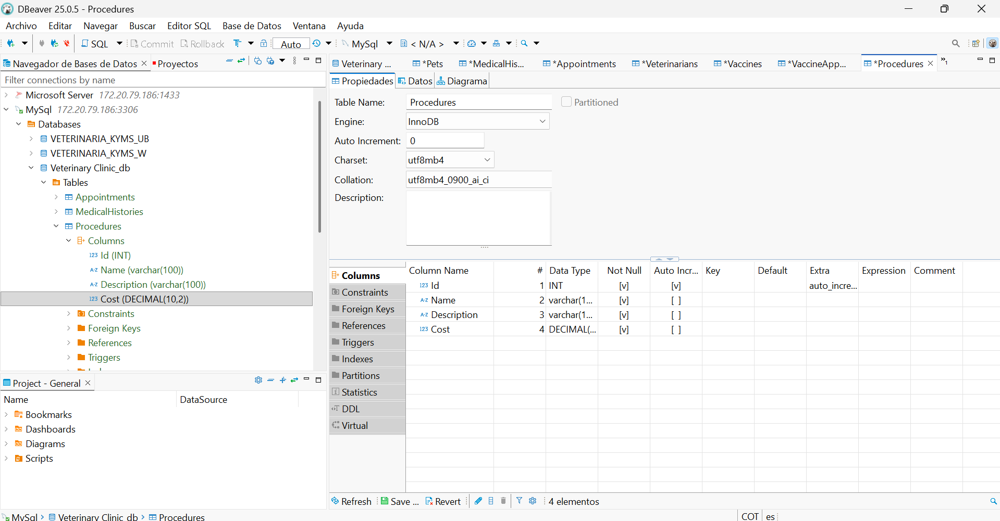 DBeaver 25.0.5 - Procedures
Archivo Editar Navegar Buscar Editor SQL Base de Datos Ventana Ayuda
SQL Commit Rollback Auto MySql < N/A >
Navegador de Bases de Datos Proyectos
Filter connections by name
Microsoft Server 172.20.79.186:1433
MySql 172.20.79.186:3306
Databases
VETERINARIA_KYMS_UB
VETERINARIA_KYMS_W
Veterinary Clinic_db
Tables
Appointments
MedicalHistories
Procedures
Columns
123 Id (INT)
A-Z Name (varchar(100))
A-Z Description (varchar(100))
123 Cost (DECIMAL(10,2))
Constraints
Foreign Keys
References
Triggers
Project - General
Name DataSource
Bookmarks
Dashboards
Diagrams
Scripts
Veterinary ... *Pets *MedicalHis... *Appointments *Veterinarians *Vaccines *VaccineApp... *Procedures »1
Propiedades Datos Diagrama
Table Name: Procedures Partitioned
Engine: InnoDB
Auto Increment: 0
Charset: utf8mb4
Collation: utf8mb4_0900_ai_ci
Description:
Columns
Constraints
Foreign Keys
References
Triggers
Indexes
Partitions
Statistics
DDL
Virtual
Column Name # Data Type Not Null Auto Incr... Key Default Extra Expression Comment
123 Id 1 INT [v] [v] auto_incre...
A-Z Name 2 varchar(1... [v] [ ]
A-Z Description 3 varchar(1... [v] [ ]
123 Cost 4 DECIMAL(... [v] [ ]
Refresh Save ... Revert 4 elementos
MySql Veterinary Clinic_db Procedures
COT es